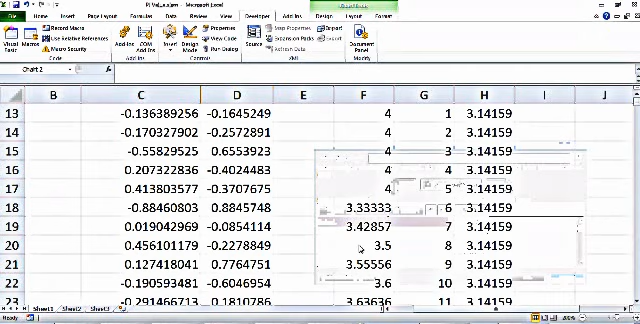 Microsoft Excel
File Home Insert Page Layout Formulas Data Review View Developer Add-Ins Design Layout Format
Visual Basic Macros Record Macro Use Relative References Macro Security Add-Ins COM Add-Ins Insert Design Mode Properties View Code Run Dialog Source Map Properties Expansion Packs Refresh Data Import Export Document Panel
Code Add-Ins Controls XML Modify
Chart 2 fx
B C D E F G H I J
13 -0.136389256 -0.1645249 4 1 3.14159
14 -0.170327902 -0.2572891 4 2 3.14159
15 -0.55829525 0.6553923 4 3 3.14159
16 0.207322836 -0.4024483 4 4 3.14159
17 0.413803577 -0.3707675 4 5 3.14159
18 -0.88460803 0.8845748 3.33333 6 3.14159
19 0.019042969 -0.0854114 3.42857 7 3.14159
20 0.456101179 -0.2278849 3.5 8 3.14159
21 0.127418041 0.7764751 3.55556 9 3.14159
22 -0.190593481 -0.6046954 3.6 10 3.14159
23 -0.291466713 0.1810786 3.63636 11 3.14159
Sheet1 Sheet2 Sheet3
Ready 200%